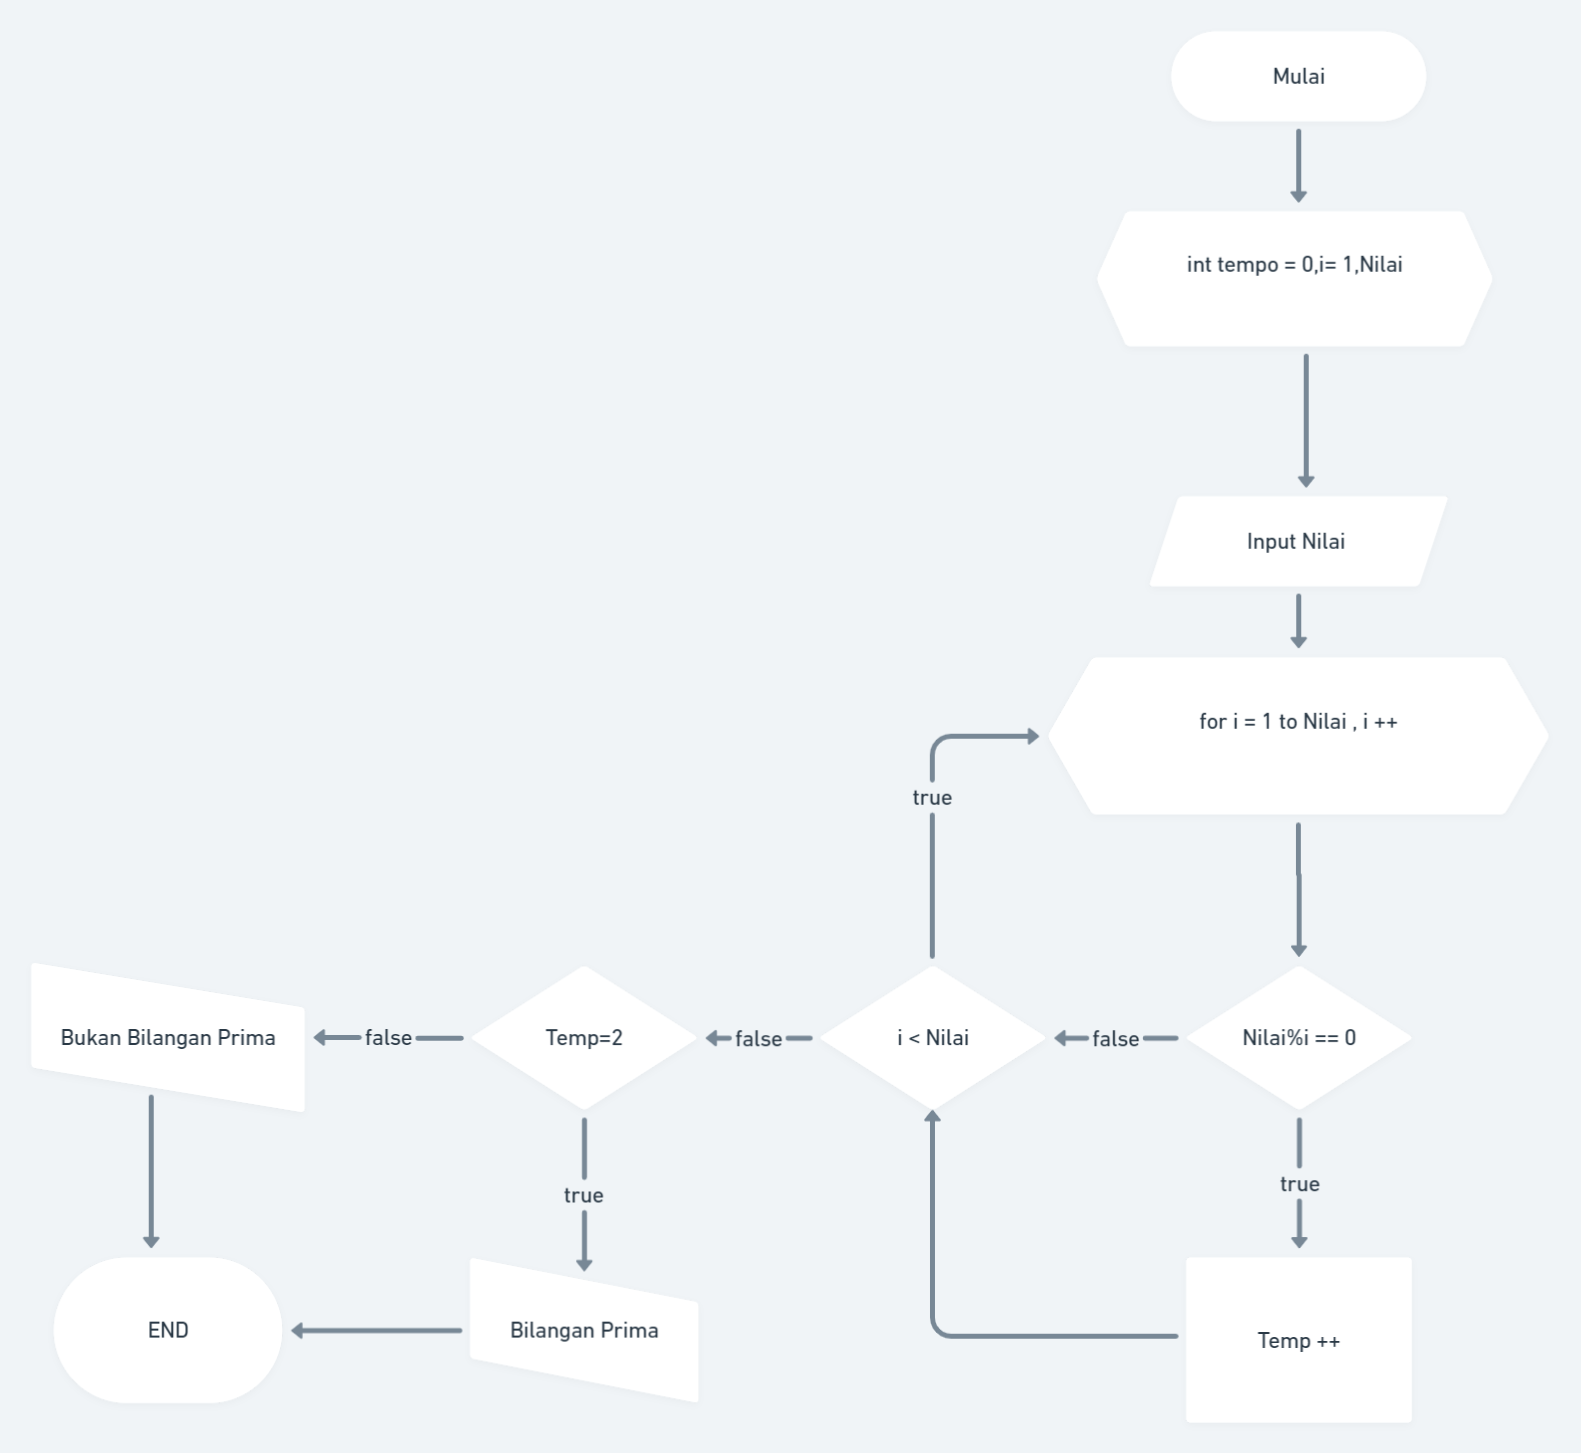 Mulai
int tempo = 0,i= 1,Nilai
Input Nilai
for i = 1 to Nilai , i ++
true
Nilai%i == 0
false
i < Nilai
false
Temp=2
false
Bukan Bilangan Prima
true
true
Temp ++
Bilangan Prima
END